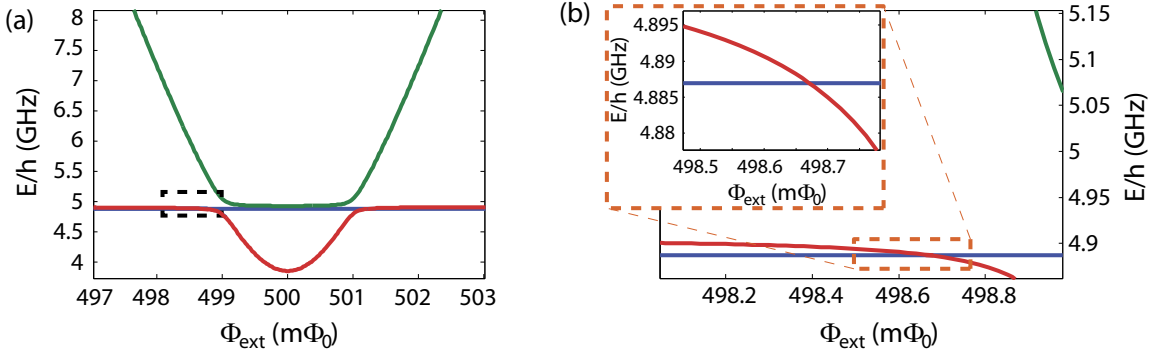 (a)
8
7.5
7
6.5
6
5.5
5
4.5
4
E/h (GHz)
497 498 499 500 501 502 503
Φext (mΦ0)
(b)
4.895
4.89
4.885
4.88
E/h (GHz)
498.5 498.6 498.7
Φext (mΦ0)
5.15
5.1
5.05
5
4.95
4.9
E/h (GHz)
498.2 498.4 498.6 498.8
Φext (mΦ0)